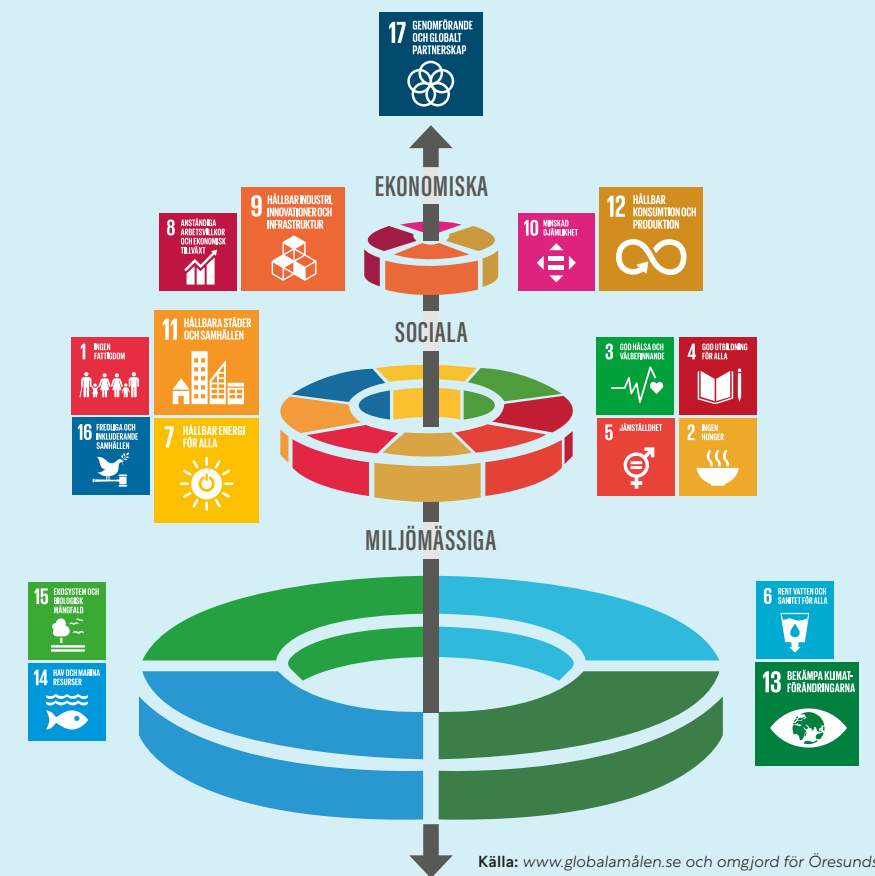 17 GENOMFÖRANDE
OCH GLOBALT
PARTNERSKAP
EKONOMISKA
8 ANSTÄNDIGA
ARBETSVILLKOR
OCH EKONOMISK
TILLVÄXT
9 HÅLLBAR INDUSTRI,
INNOVATIONER OCH
INFRASTRUKTUR
10 MINSKAD
OJÄMLIKHET
12 HÅLLBAR
KONSUMTION OCH
PRODUKTION
SOCIALA
1 INGEN
FATTIGDOM
11 HÅLLBARA STÄDER
OCH SAMHÄLLEN
3 GOD HÄLSA OCH
VÄLBEFINNANDE
4 GOD UTBILDNING
FÖR ALLA
16 FREDLIGA OCH
INKLUDERANDE
SAMHÄLLEN
7 HÅLLBAR ENERGI
FÖR ALLA
5 JÄMSTÄLLDHET
2 INGEN
HUNGER
MILJÖMÄSSIGA
15 EKOSYSTEM OCH
BIOLOGISK
MÅNGFALD
6 RENT VATTEN OCH
SANITET FÖR ALLA
14 HAV OCH MARINA
RESURSER
13 BEKÄMPA KLIMAT-
FÖRÄNDRINGARNA
Källa: www.globalamålen.se och omgjord för Öresunds